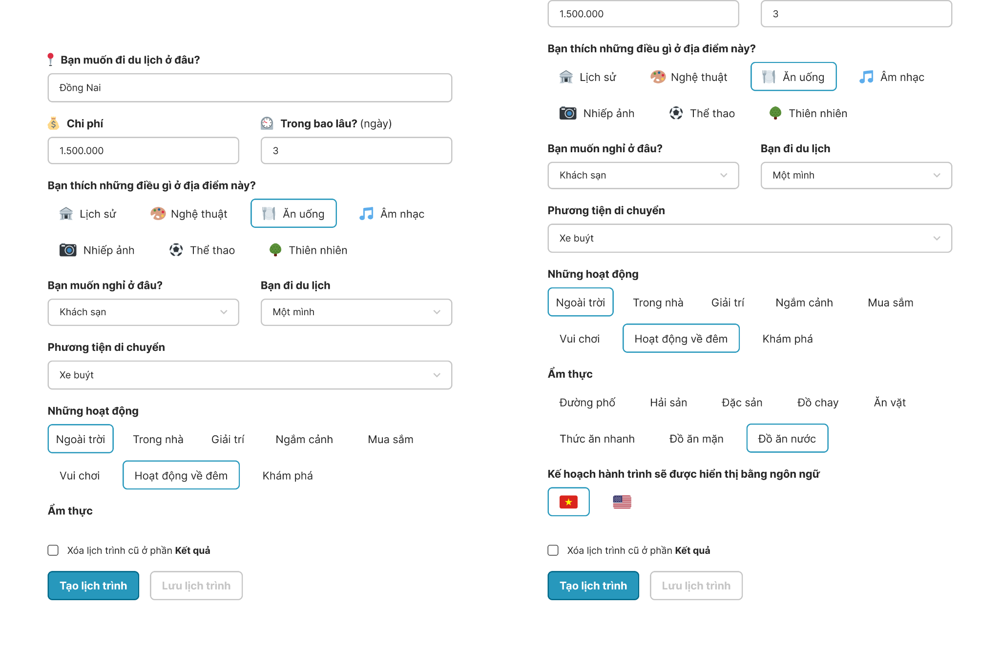 Bạn muốn đi du lịch ở đâu?
Đồng Nai
Chi phí
Trong bao lâu? (ngày)
1.500.000
3
Bạn thích những điều gì ở địa điểm này?
Lịch sử
Nghệ thuật
Ăn uống
Âm nhạc
Nhiếp ảnh
Thể thao
Thiên nhiên
Bạn muốn nghỉ ở đâu?
Bạn đi du lịch
Khách sạn
Một mình
Phương tiện di chuyển
Xe buýt
Những hoạt động
Ngoài trời
Trong nhà
Giải trí
Ngắm cảnh
Mua sắm
Vui chơi
Hoạt động về đêm
Khám phá
Ẩm thực
Xóa lịch trình cũ ở phần Kết quả
Tạo lịch trình
Lưu lịch trình
1.500.000
3
Bạn thích những điều gì ở địa điểm này?
Lịch sử
Nghệ thuật
Ăn uống
Âm nhạc
Nhiếp ảnh
Thể thao
Thiên nhiên
Bạn muốn nghỉ ở đâu?
Bạn đi du lịch
Khách sạn
Một mình
Phương tiện di chuyển
Xe buýt
Những hoạt động
Ngoài trời
Trong nhà
Giải trí
Ngắm cảnh
Mua sắm
Vui chơi
Hoạt động về đêm
Khám phá
Ẩm thực
Đường phố
Hải sản
Đặc sản
Đồ chay
Ăn vặt
Thức ăn nhanh
Đồ ăn mặn
Đồ ăn nước
Kế hoạch hành trình sẽ được hiển thị bằng ngôn ngữ
Xóa lịch trình cũ ở phần Kết quả
Tạo lịch trình
Lưu lịch trình